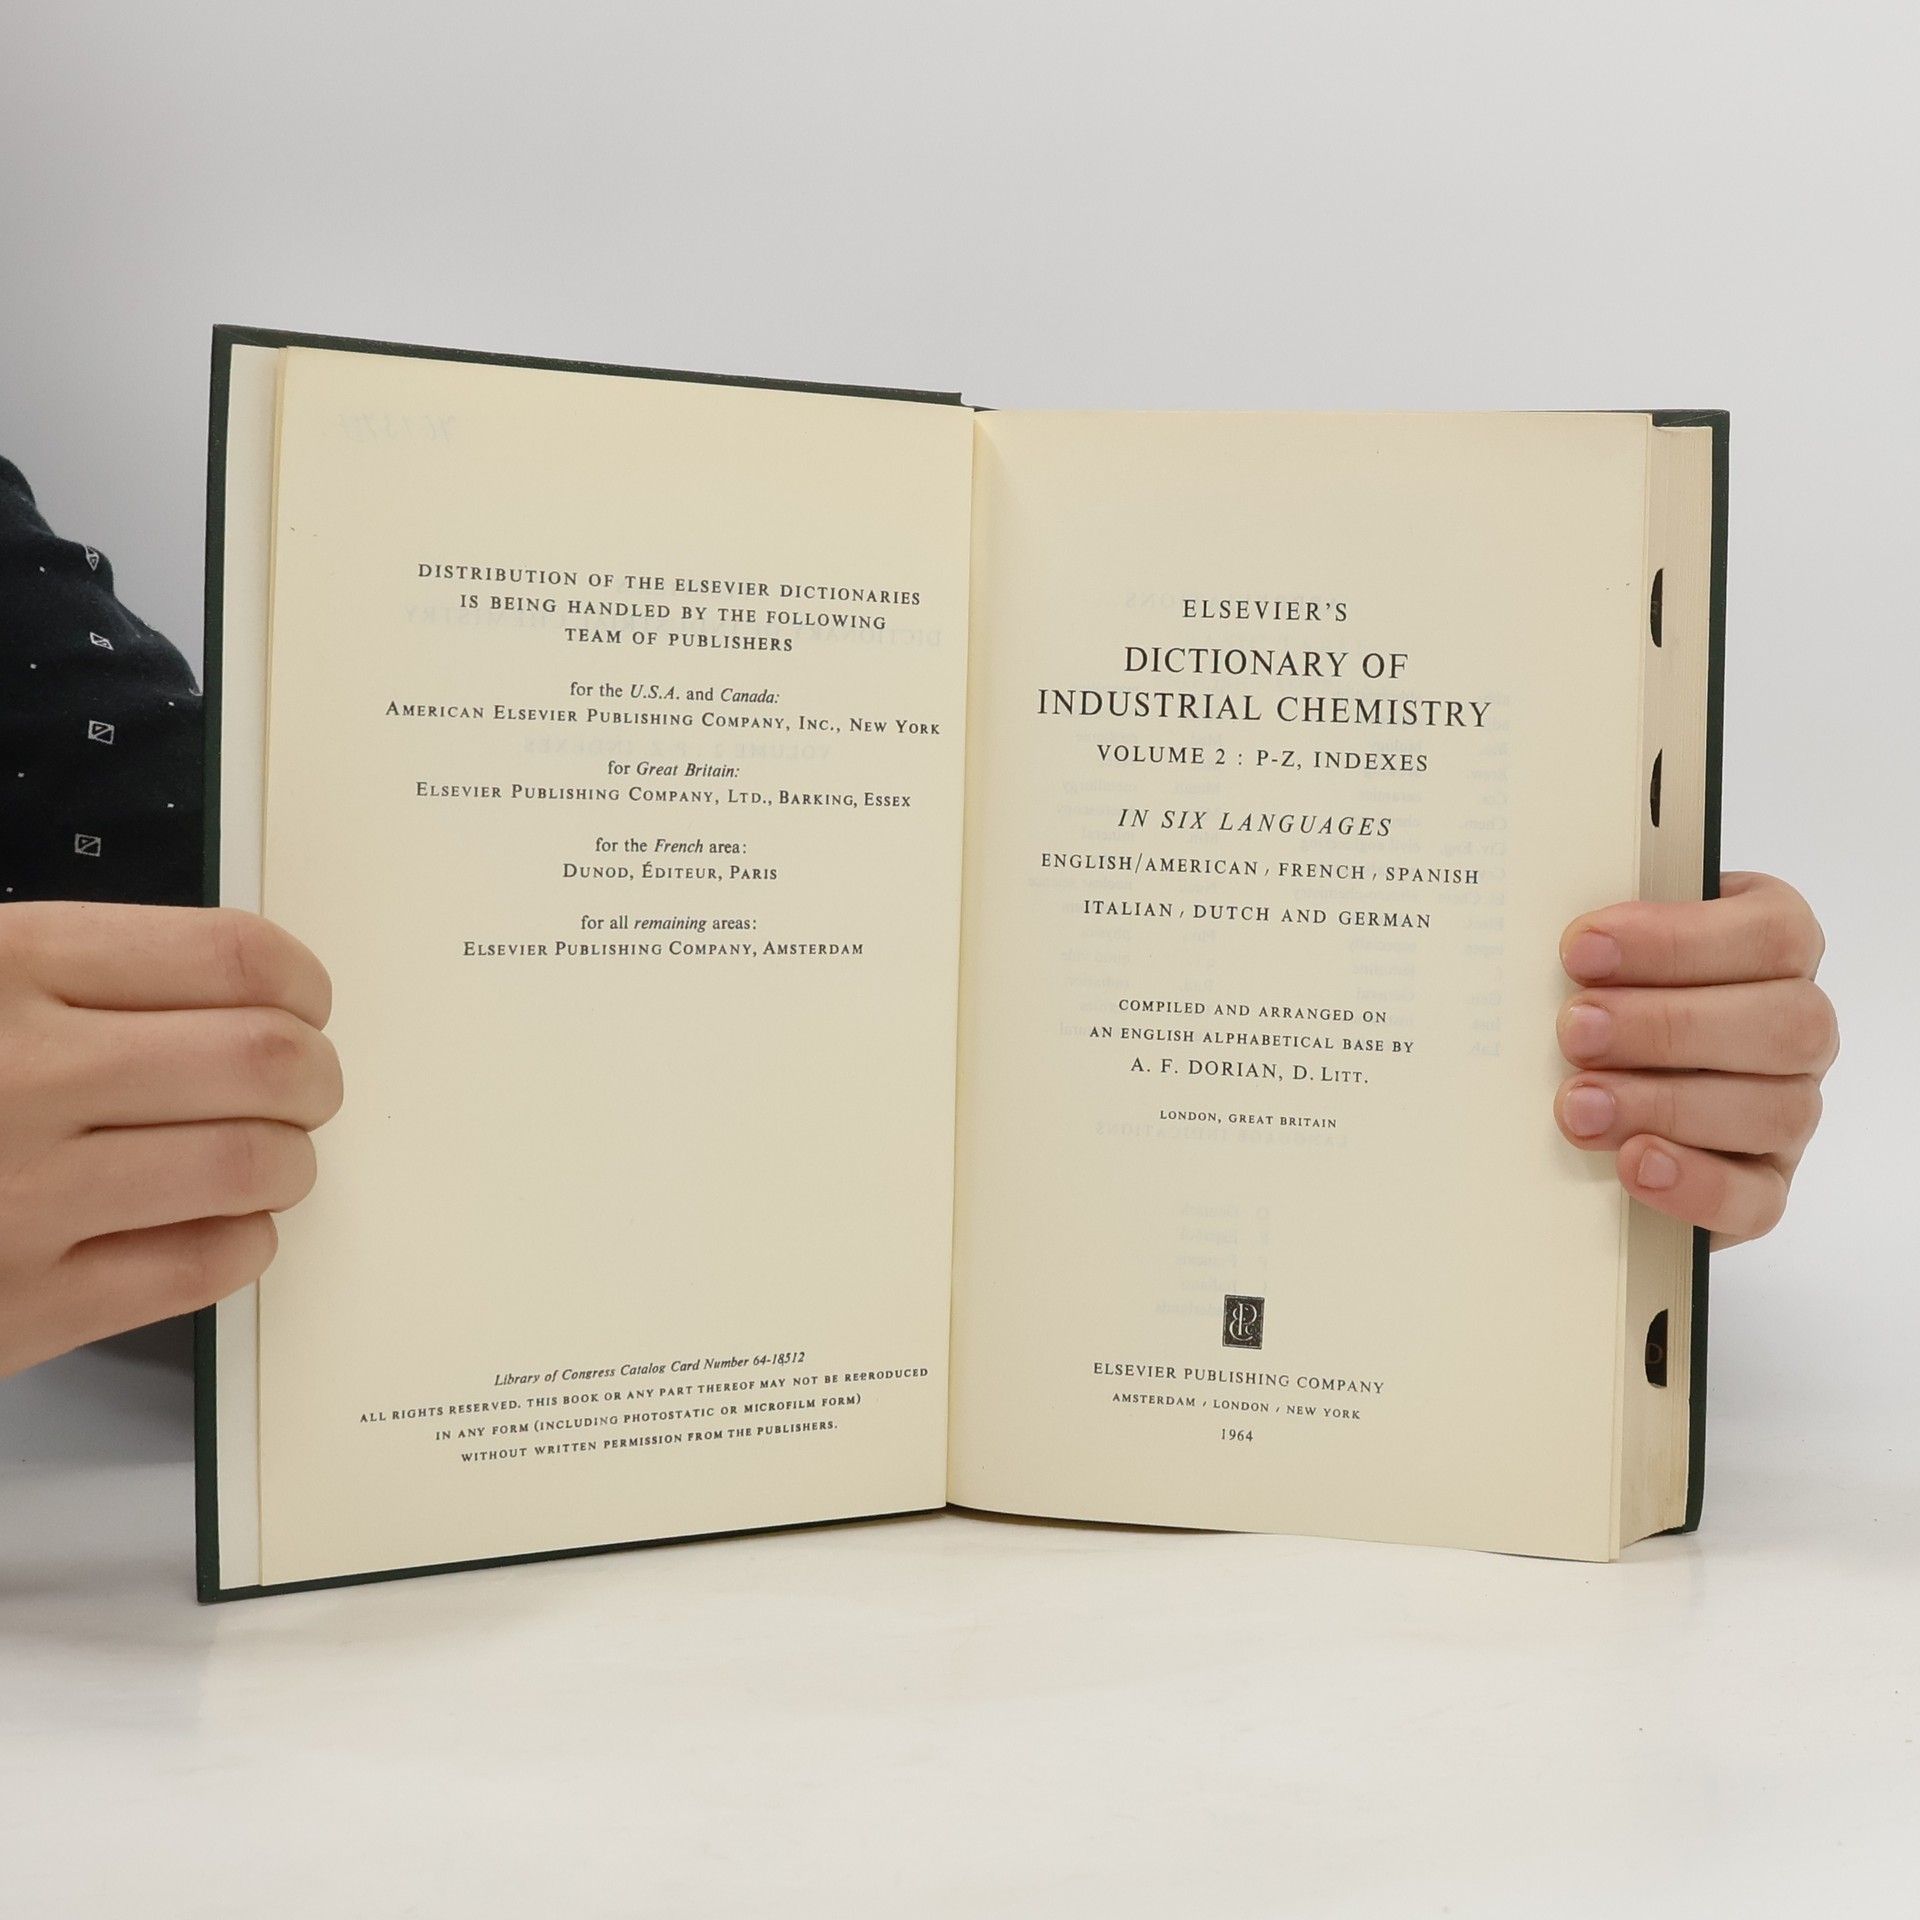 DISTRIBUTION OF THE ELSEVIER DICTIONARIES
IS BEING HANDLED BY THE FOLLOWING
TEAM OF PUBLISHERS
for the U.S.A. and Canada:
AMERICAN ELSEVIER PUBLISHING COMPANY, INC., NEW YORK
for Great Britain:
ELSEVIER PUBLISHING COMPANY, LTD., BARKING, ESSEX
for the French area:
DUNOD, ÉDITEUR, PARIS
for all remaining areas:
ELSEVIER PUBLISHING COMPANY, AMSTERDAM
Library of Congress Catalog Card Number 64-18512
ALL RIGHTS RESERVED. THIS BOOK OR ANY PART THEREOF MAY NOT BE REPRODUCED
IN ANY FORM (INCLUDING PHOTOSTATIC OR MICROFILM FORM)
WITHOUT WRITTEN PERMISSION FROM THE PUBLISHERS.
ELSEVIER'S
DICTIONARY OF
INDUSTRIAL CHEMISTRY
VOLUME 2 : P-Z, INDEXES
IN SIX LANGUAGES
ENGLISH/AMERICAN, FRENCH, SPANISH
ITALIAN, DUTCH AND GERMAN
COMPILED AND ARRANGED ON
AN ENGLISH ALPHABETICAL BASE BY
A. F. DORIAN, D. LITT.
LONDON, GREAT BRITAIN
EPC
ELSEVIER PUBLISHING COMPANY
AMSTERDAM / LONDON / NEW YORK
1964
D